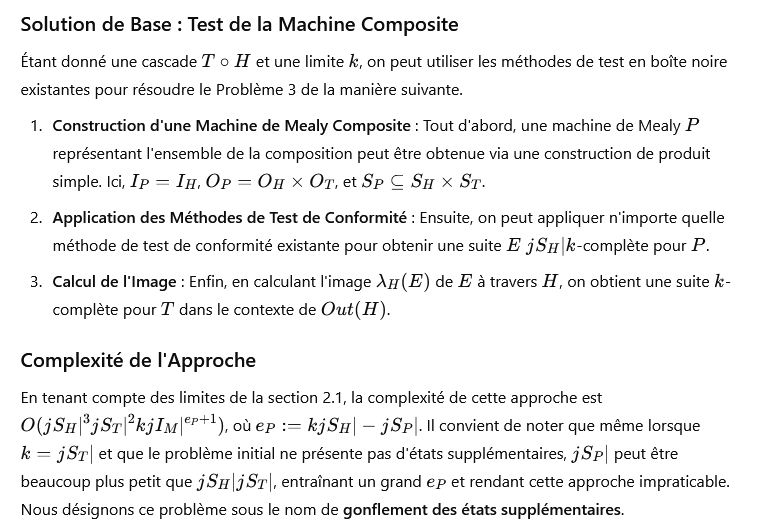 Solution de Base : Test de la Machine Composite
Étant donné une cascade T ∘ H et une limite k, on peut utiliser les méthodes de test en boîte noire
existantes pour résoudre le Problème 3 de la manière suivante.
1. Construction d'une Machine de Mealy Composite : Tout d'abord, une machine de Mealy P
représentant l'ensemble de la composition peut être obtenue via une construction de produit
simple. Ici, I_P = I_H, O_P = O_H × O_T, et S_P ⊆ S_H × S_T.
2. Application des Méthodes de Test de Conformité : Ensuite, on peut appliquer n'importe quelle
méthode de test de conformité existante pour obtenir une suite E jS_H|k-complète pour P.
3. Calcul de l'Image : Enfin, en calculant l'image λ_H(E) de E à travers H, on obtient une suite k-
complète pour T dans le contexte de Out(H).
Complexité de l'Approche
En tenant compte des limites de la section 2.1, la complexité de cette approche est
O(jS_H|^3jS_T|^2kjI_M|^{e_P+1}), où e_P := kjS_H| − jS_P|. Il convient de noter que même lorsque
k = jS_T| et que le problème initial ne présente pas d'états supplémentaires, jS_P| peut être
beaucoup plus petit que jS_H|jS_T|, entraînant un grand e_P et rendant cette approche impraticable.
Nous désignons ce problème sous le nom de gonflement des états supplémentaires.